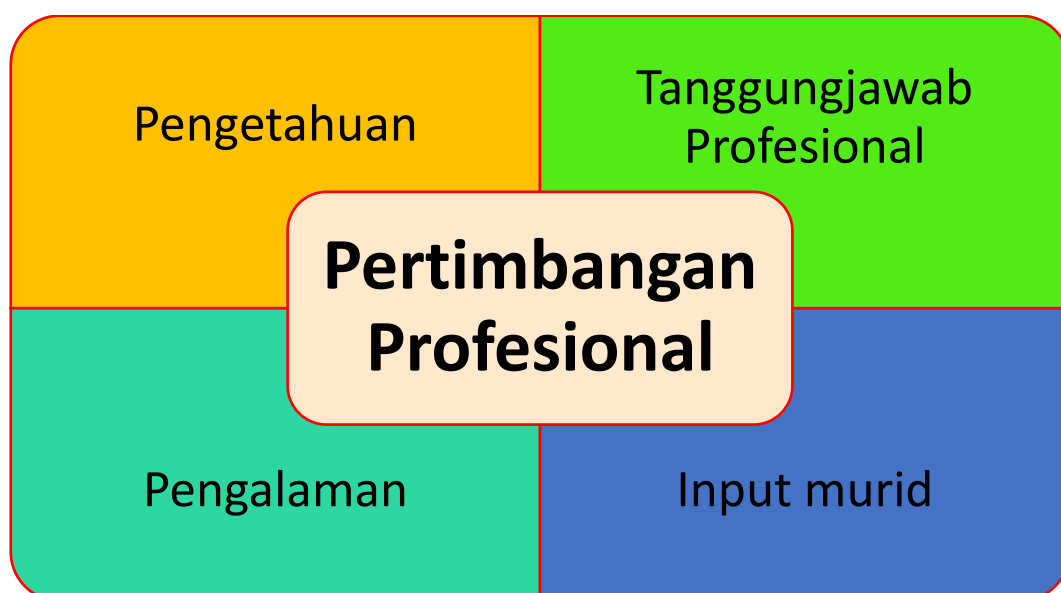 Pengetahuan
Tanggungjawab
Profesional
Pertimbangan
Profesional
Pengalaman
Input murid